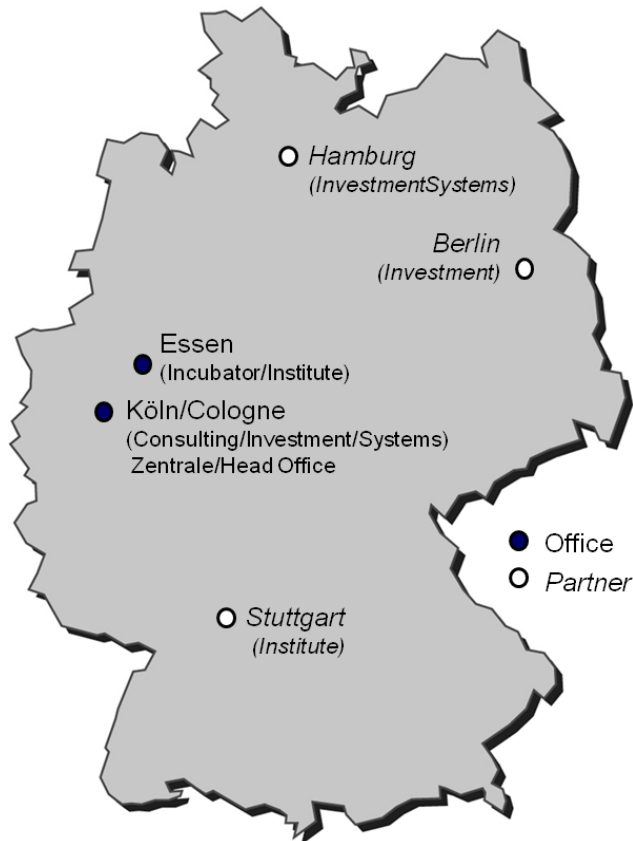 Hamburg
(InvestmentSystems)
Berlin
(Investment)
Essen
(Incubator/Institute)
Köln/Cologne
(Consulting/Investment/Systems)
Zentrale/Head Office
Office
Partner
Stuttgart
(Institute)